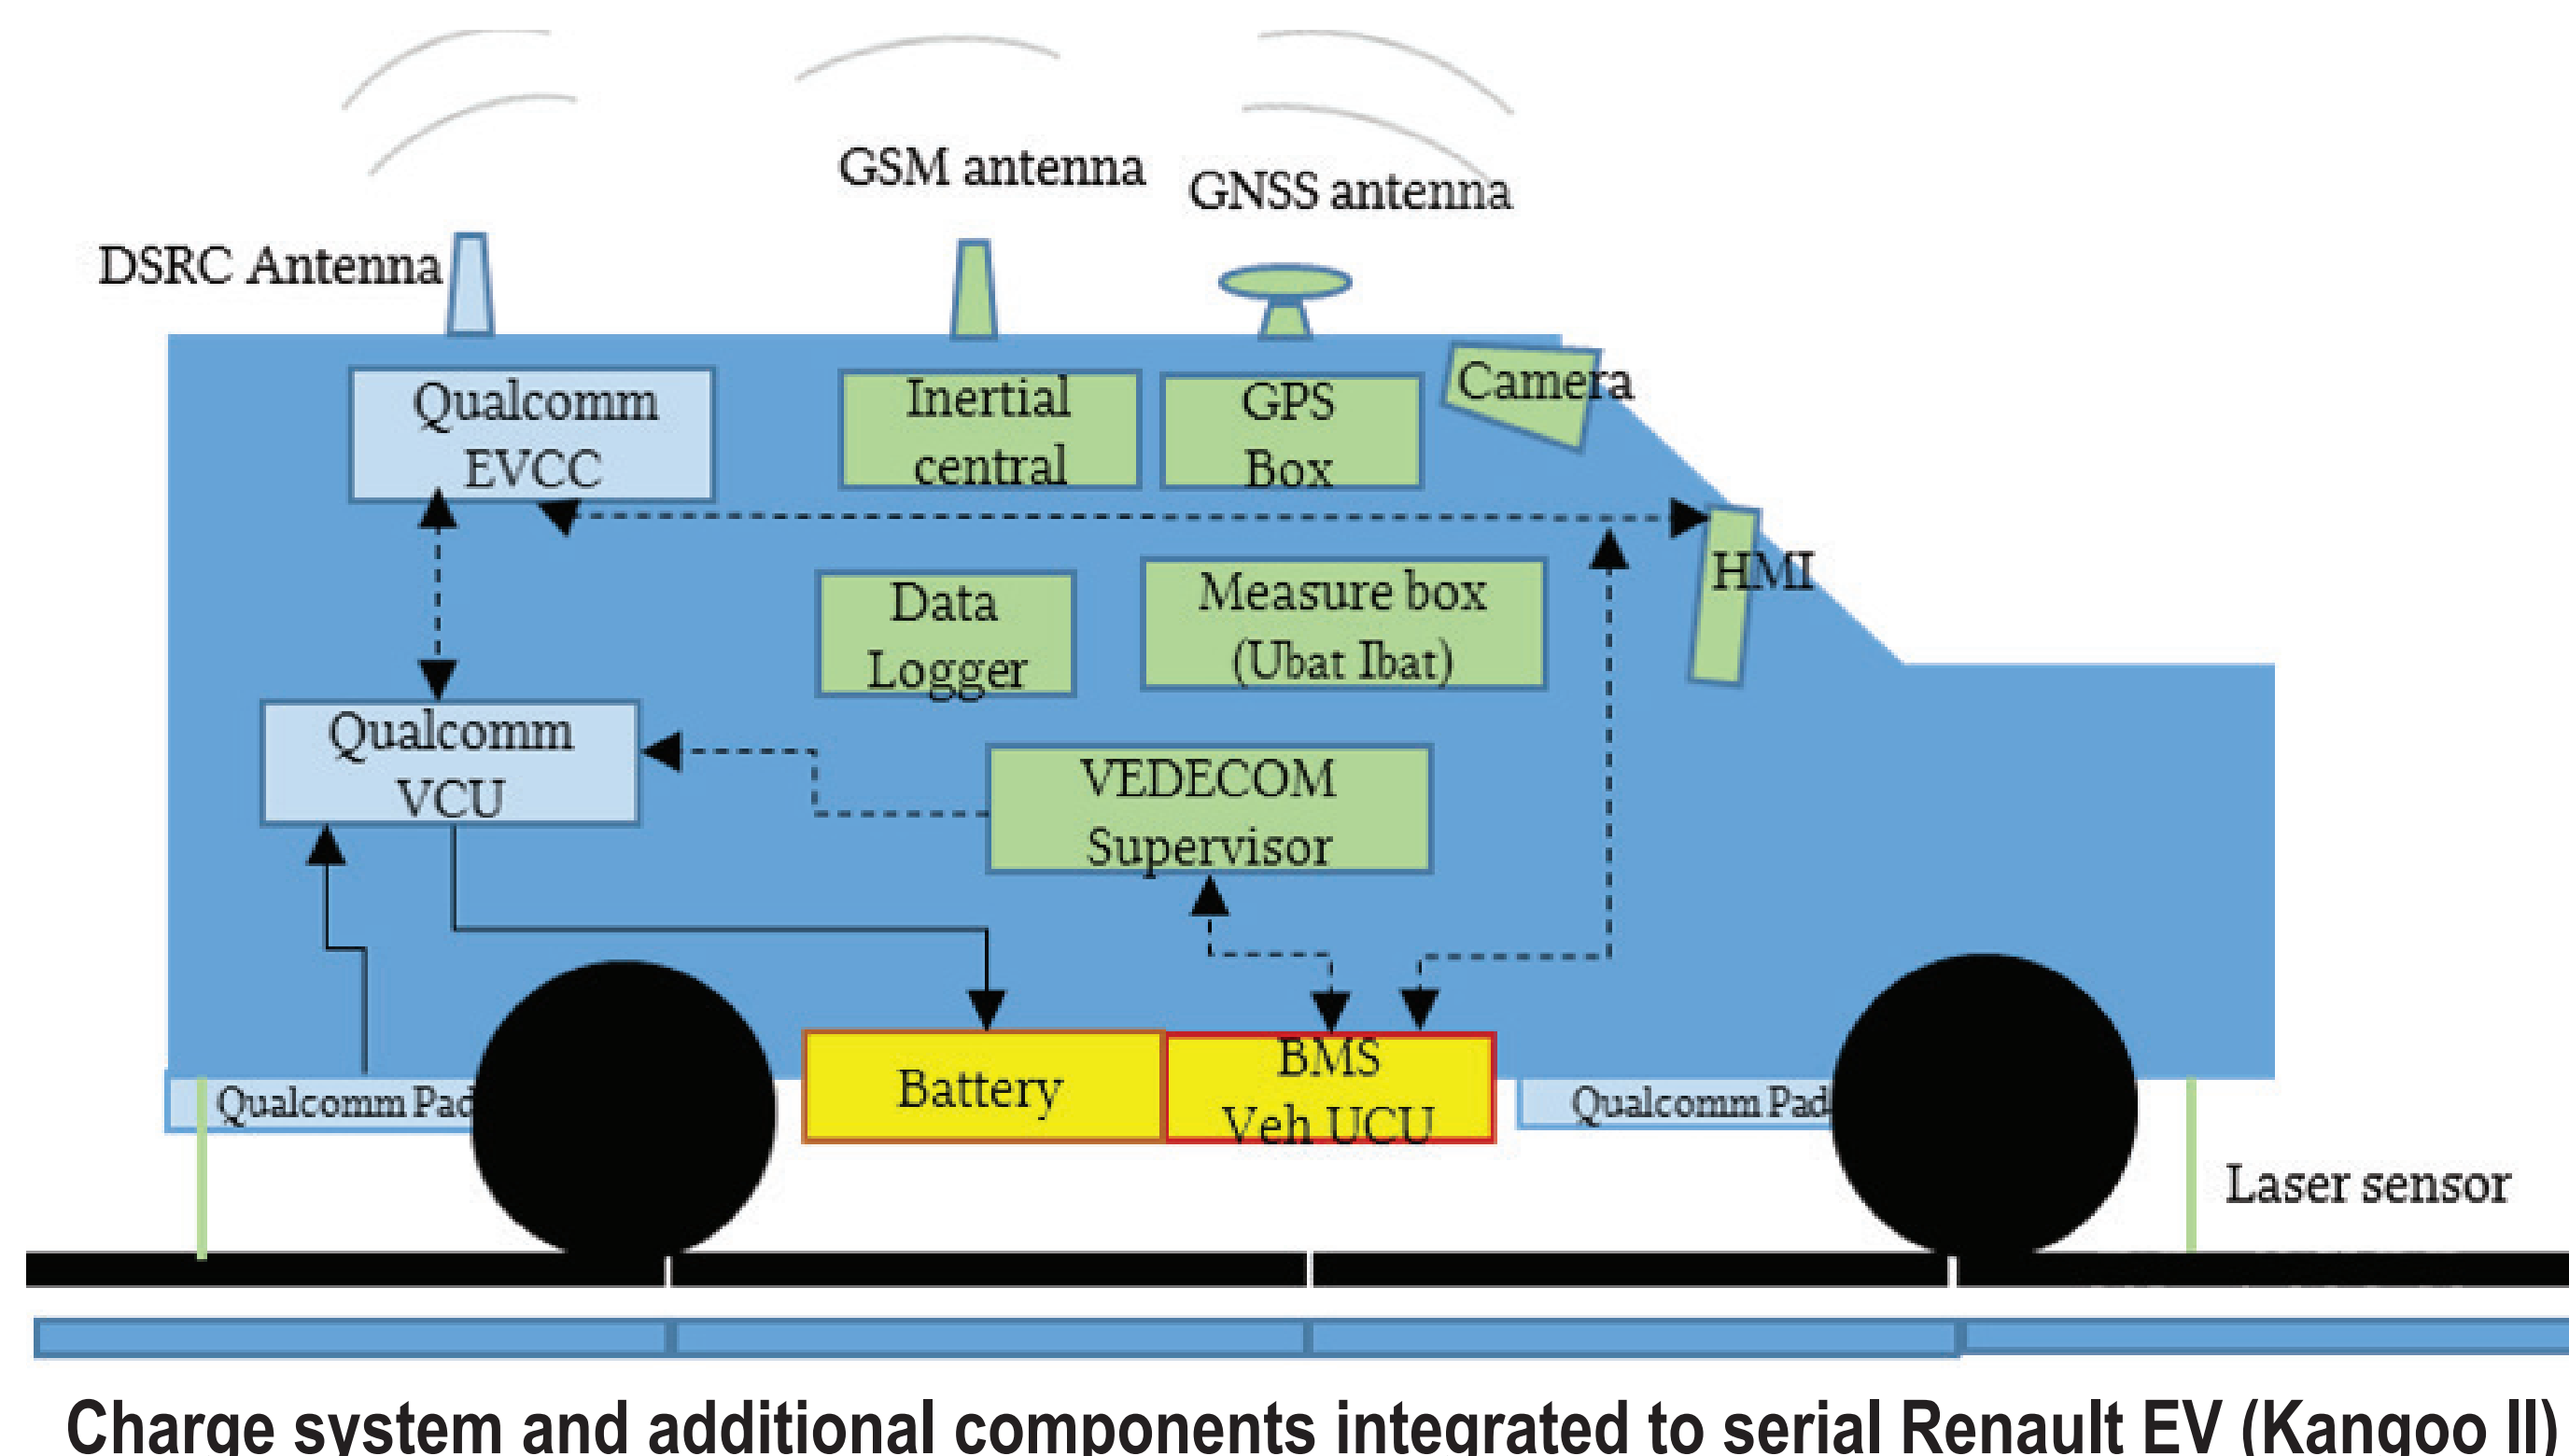 GSM antenna
GNSS antenna
DSRC Antenna
Qualcomm
EVCC
Inertial
central
GPS
Box
Camera
HMI
Data
Logger
Measure box
(Ubat Ibat)
Qualcomm
VCU
VEDECOM
Supervisor
Battery
BMS
Veh UCU
Qualcomm Pad
Qualcomm Pad
Laser sensor
Charge system and additional components integrated to serial Renault EV (Kangoo II)